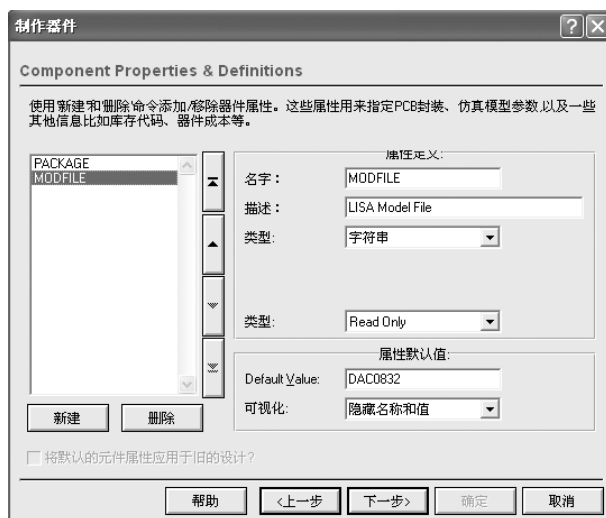 制作器件
Component Properties & Definitions
使用'新建'和'删除'命令添加/移除器件属性。这些属性用来指定PCB封装、仿真模型参数,以及一些
其他信息比如库存代码、器件成本等。
PACKAGE
MODFILE
属性定义:
名字: MODFILE
描述: LISA Model File
类型: 字符串
类型: Read Only
属性默认值:
Default Value: DAC0832
可视化: 隐藏名称和值
新建 删除
将默认的元件属性应用于旧的设计?
帮助 <上一步 下一步> 确定 取消